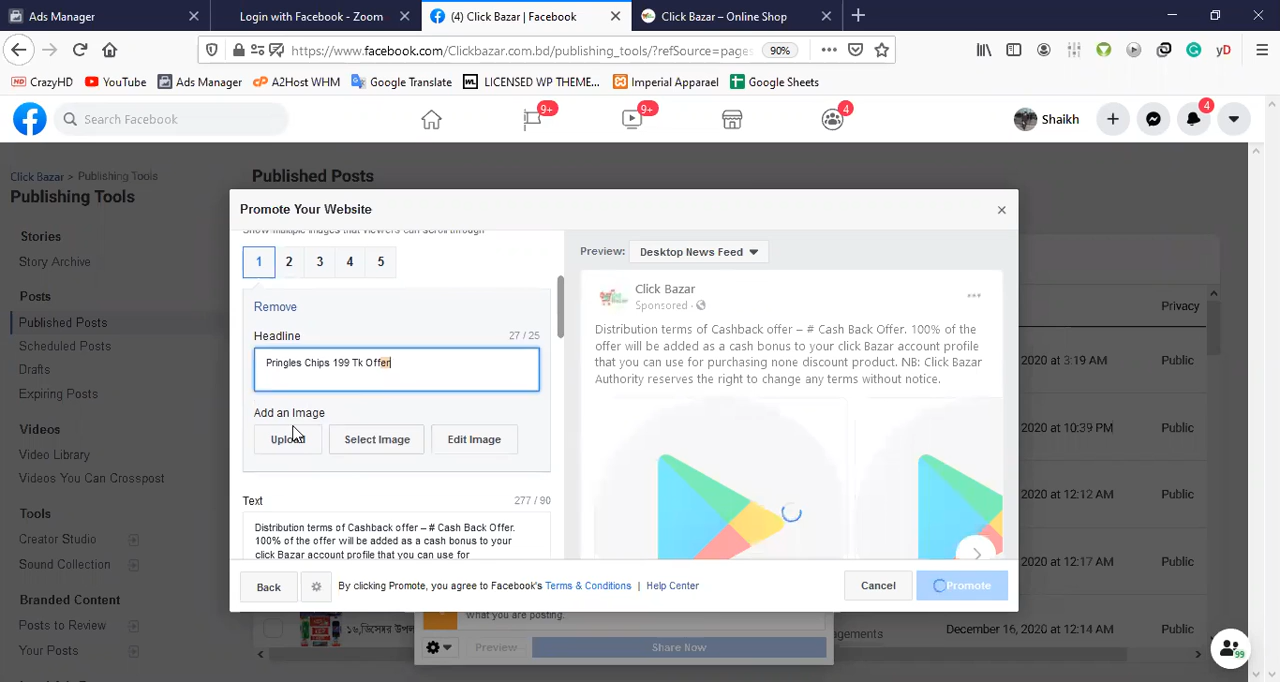 Ads Manager
Login with Facebook - Zoom
(4) Click Bazar | Facebook
Click Bazar – Online Shop
https://www.facebook.com/Clickbazar.com.bd/publishing_tools/?refSource=page
80%
yD
HD CrazyHD
YouTube
Ads Manager
A2Host WHM
Google Translate
LICENSED WP THEME...
Imperial Apparael
Google Sheets
Search Facebook
9+
9+
4
Shaikh
4
Click Bazar > Publishing Tools
Publishing Tools
Stories
Story Archive
Posts
Published Posts
Scheduled Posts
Drafts
Expiring Posts
Videos
Video Library
Videos You Can Crosspost
Tools
Creator Studio
Sound Collection
Branded Content
Posts to Review
Your Posts
Published Posts
Privacy
at 3:19 AM
Public
2020 at 10:39 PM
Public
2020 at 12:12 AM
Public
2020 at 12:14 AM
Public
gements
December 16, 2020 at 12:14 AM
Public
Promote Your Website
Show multiple images that viewers can scroll through
1 2 3 4 5
Remove
Headline
27 / 25
Pringles Chips 199 Tk Offer
Add an Image
Upload
Select Image
Edit Image
Text
277 / 90
Distribution terms of Cashback offer – # Cash Back Offer.
100% of the offer will be added as a cash bonus to your
click Bazar account profile that you can use for
Preview:
Desktop News Feed
Click Bazar
Sponsored ·
Distribution terms of Cashback offer – # Cash Back Offer. 100% of the
offer will be added as a cash bonus to your click Bazar account profile
that you can use for purchasing none discount product. NB: Click Bazar
Authority reserves the right to change any terms without notice.
Back
By clicking Promote, you agree to Facebook's Terms & Conditions | Help Center
Cancel
Promote
what you are posting.
Preview
Share Now
99